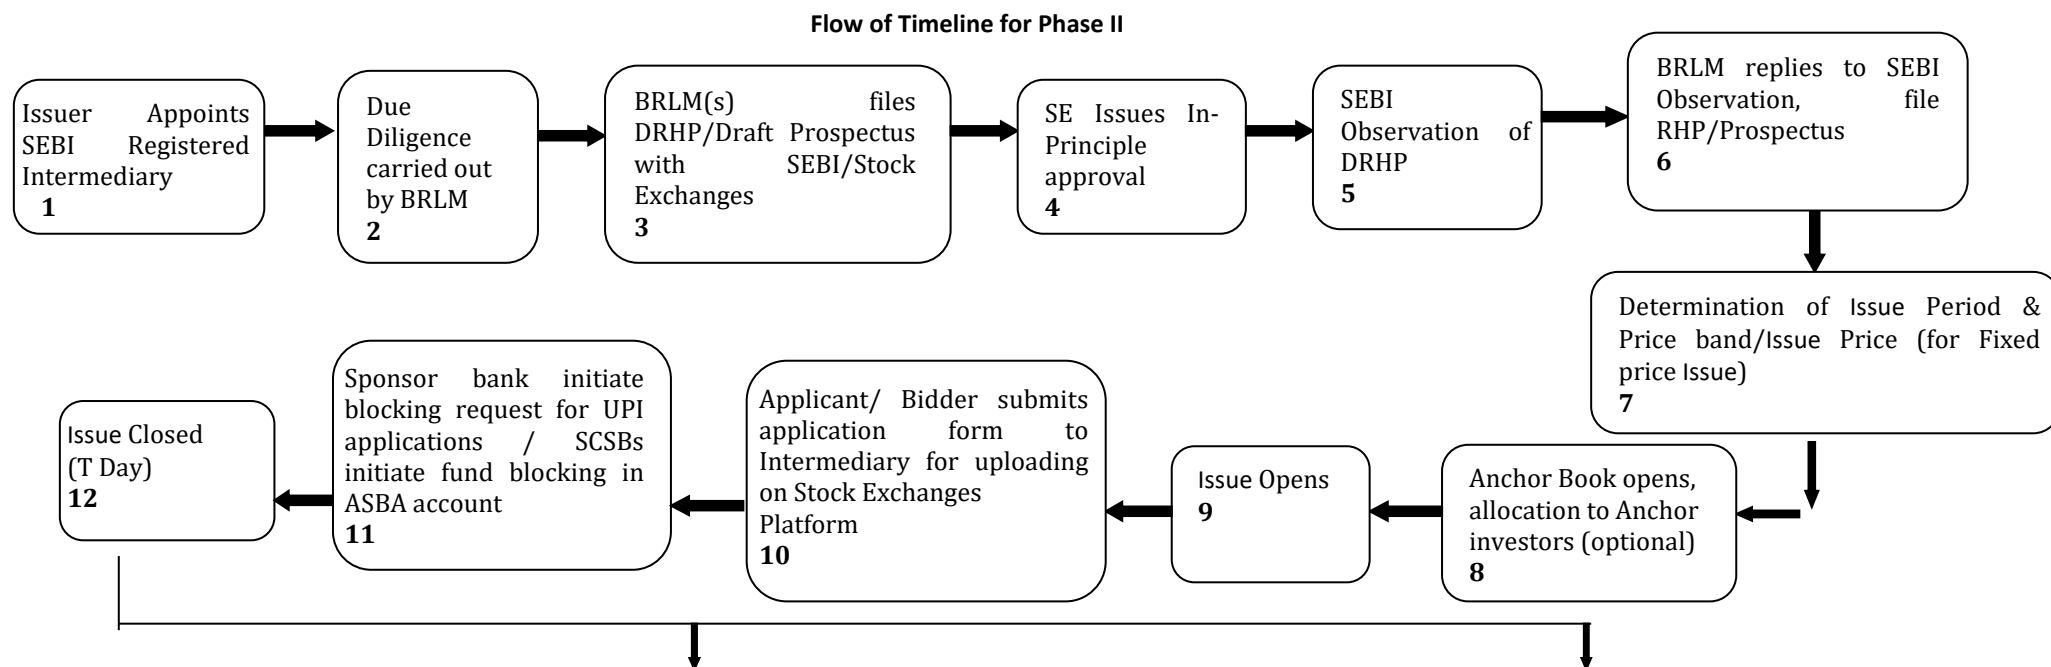 Flow of Timeline for Phase II
Issuer Appoints
SEBI Registered
Intermediary
1
Due
Diligence
carried out
by BRLM
2
BRLM(s) files
DRHP/Draft Prospectus
with SEBI/Stock
Exchanges
3
SE Issues In-
Principle
approval
4
SEBI
Observation of
DRHP
5
BRLM replies to SEBI
Observation, file
RHP/Prospectus
6
Determination of Issue Period &
Price band/Issue Price (for Fixed
price Issue)
7
Anchor Book opens,
allocation to Anchor
investors (optional)
8
Issue Opens
9
Applicant/ Bidder submits
application form to
Intermediary for uploading
on Stock Exchanges
Platform
10
Sponsor bank initiate
blocking request for UPI
applications / SCSBs
initiate fund blocking in
ASBA account
11
Issue Closed
(T Day)
12